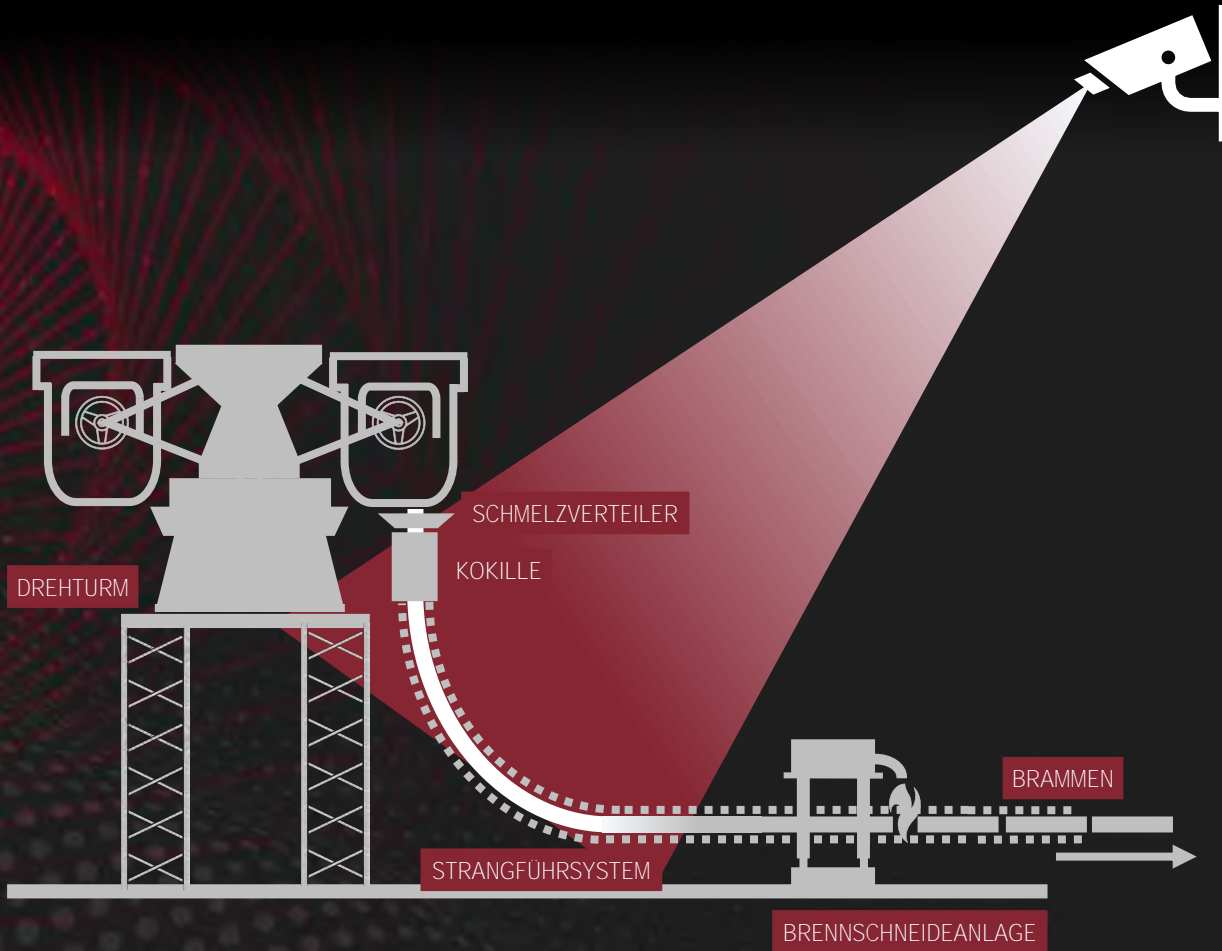 SCHMELZVERTEILER
KOKILLE
DREHTURM
BRAMMEN
STRANGFÜHRSYSTEM
BRENNSCHNEIDEANLAGE